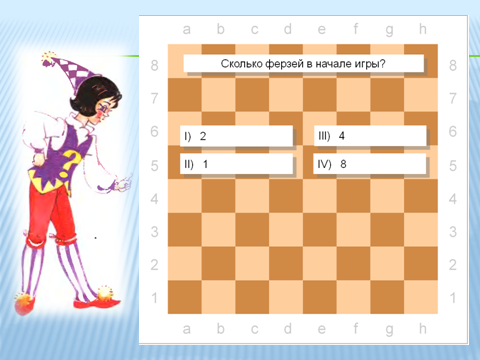 a b c d e f g h
8 Сколько ферзей в начале игры? 8
7 7
6 I) 2 III) 4 6
5 II) 1 IV) 8 5
4 4
3 3
2 2
1 1
a b c d e f g h